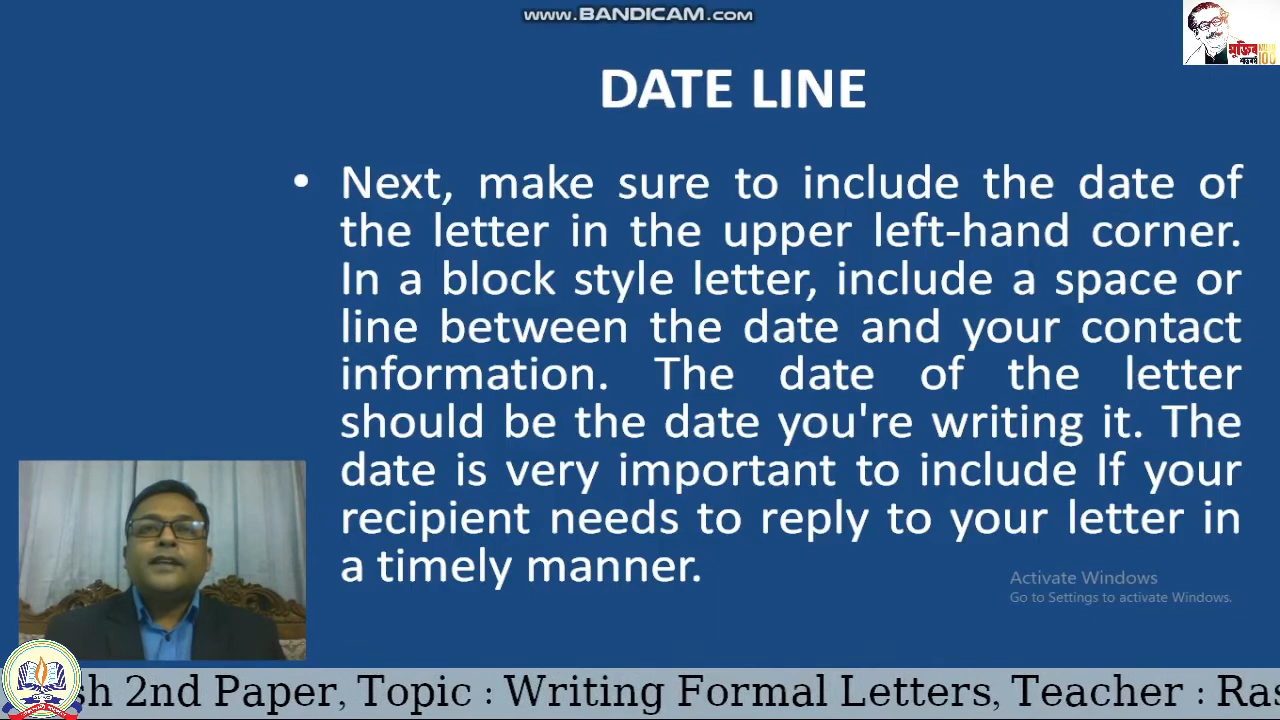 www.BANDICAM.com
মুজিব
শতবর্ষ 100
DATE LINE
• Next, make sure to include the date of
the letter in the upper left-hand corner.
In a block style letter, include a space or
line between the date and your contact
information. The date of the letter
should be the date you're writing it. The
date is very important to include If your
recipient needs to reply to your letter in
a timely manner.
Activate Windows
Go to Settings to activate Windows.
sh 2nd Paper, Topic : Writing Formal Letters, Teacher : Ras